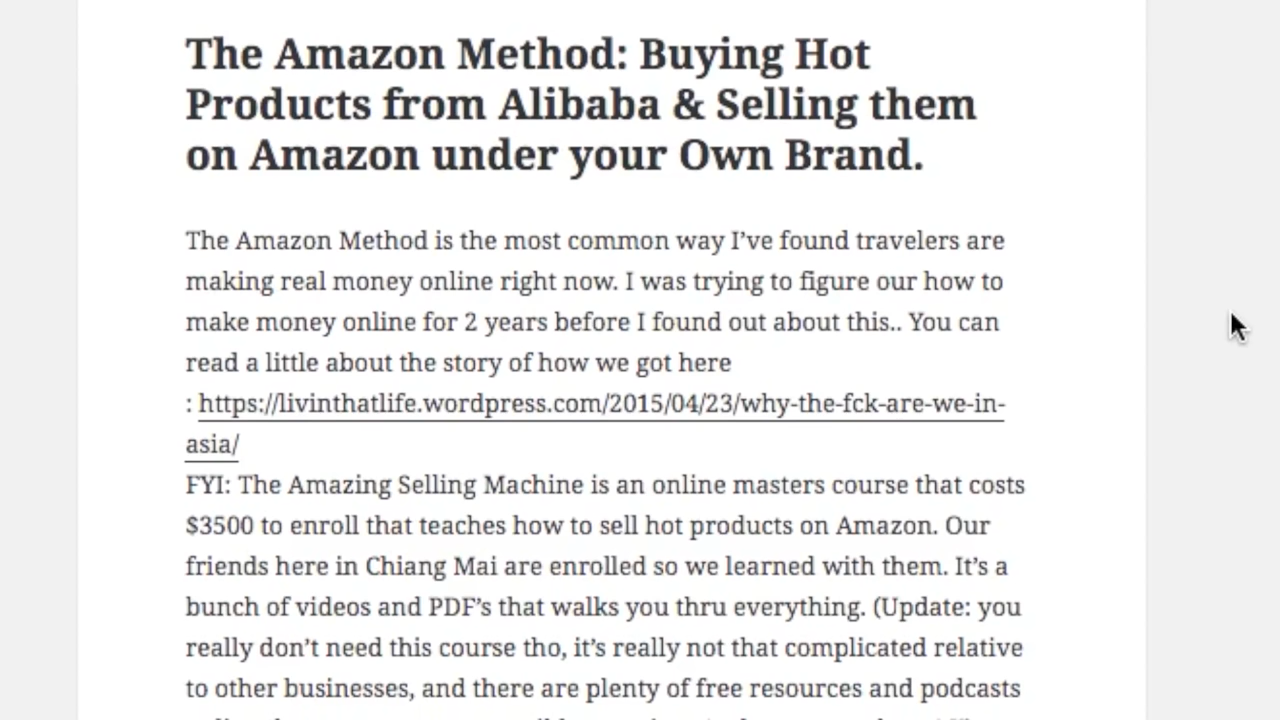 The Amazon Method: Buying Hot
Products from Alibaba & Selling them
on Amazon under your Own Brand.
The Amazon Method is the most common way I’ve found travelers are
making real money online right now. I was trying to figure our how to
make money online for 2 years before I found out about this.. You can
read a little about the story of how we got here
: https://livinthatlife.wordpress.com/2015/04/23/why-the-fck-are-we-in-
asia/
FYI: The Amazing Selling Machine is an online masters course that costs
$3500 to enroll that teaches how to sell hot products on Amazon. Our
friends here in Chiang Mai are enrolled so we learned with them. It’s a
bunch of videos and PDF’s that walks you thru everything. (Update: you
really don’t need this course tho, it’s really not that complicated relative
to other businesses, and there are plenty of free resources and podcasts